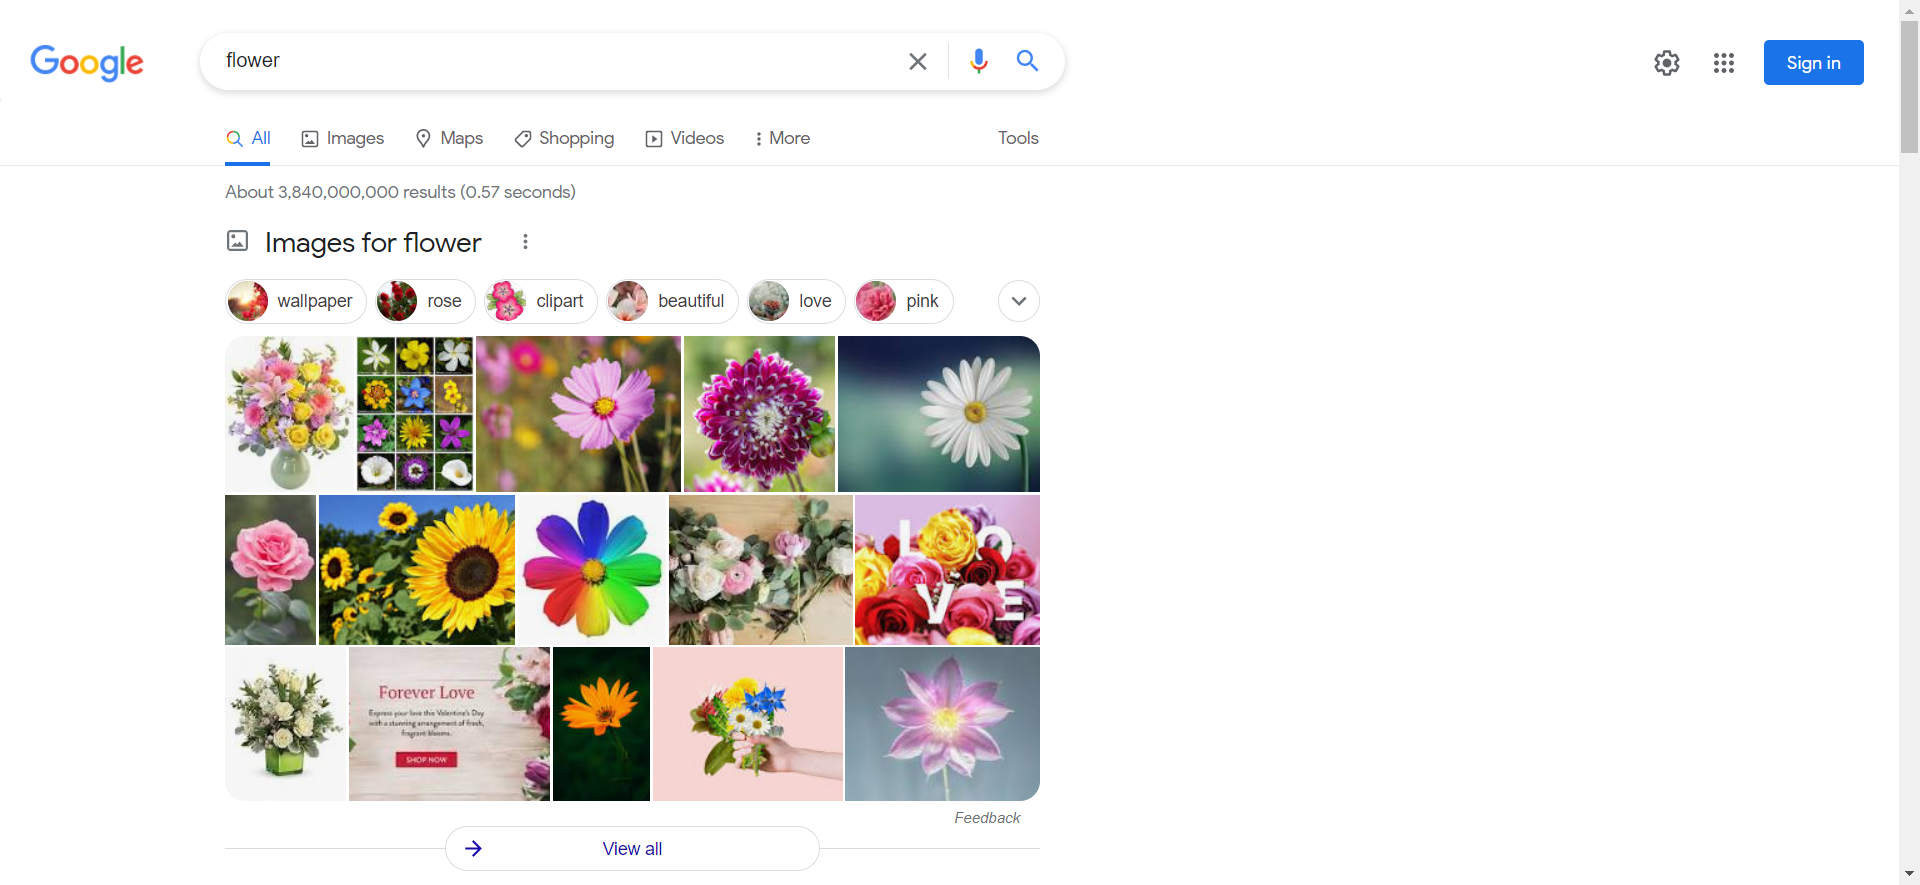 Google
flower
Sign in
All Images Maps Shopping Videos More Tools
About 3,840,000,000 results (0.57 seconds)
Images for flower
wallpaper rose clipart beautiful love pink
L O
V E
Forever Love
Express your love this Valentine's Day
with a stunning arrangement of fresh,
fragrant blooms.
SHOP NOW
Feedback
View all